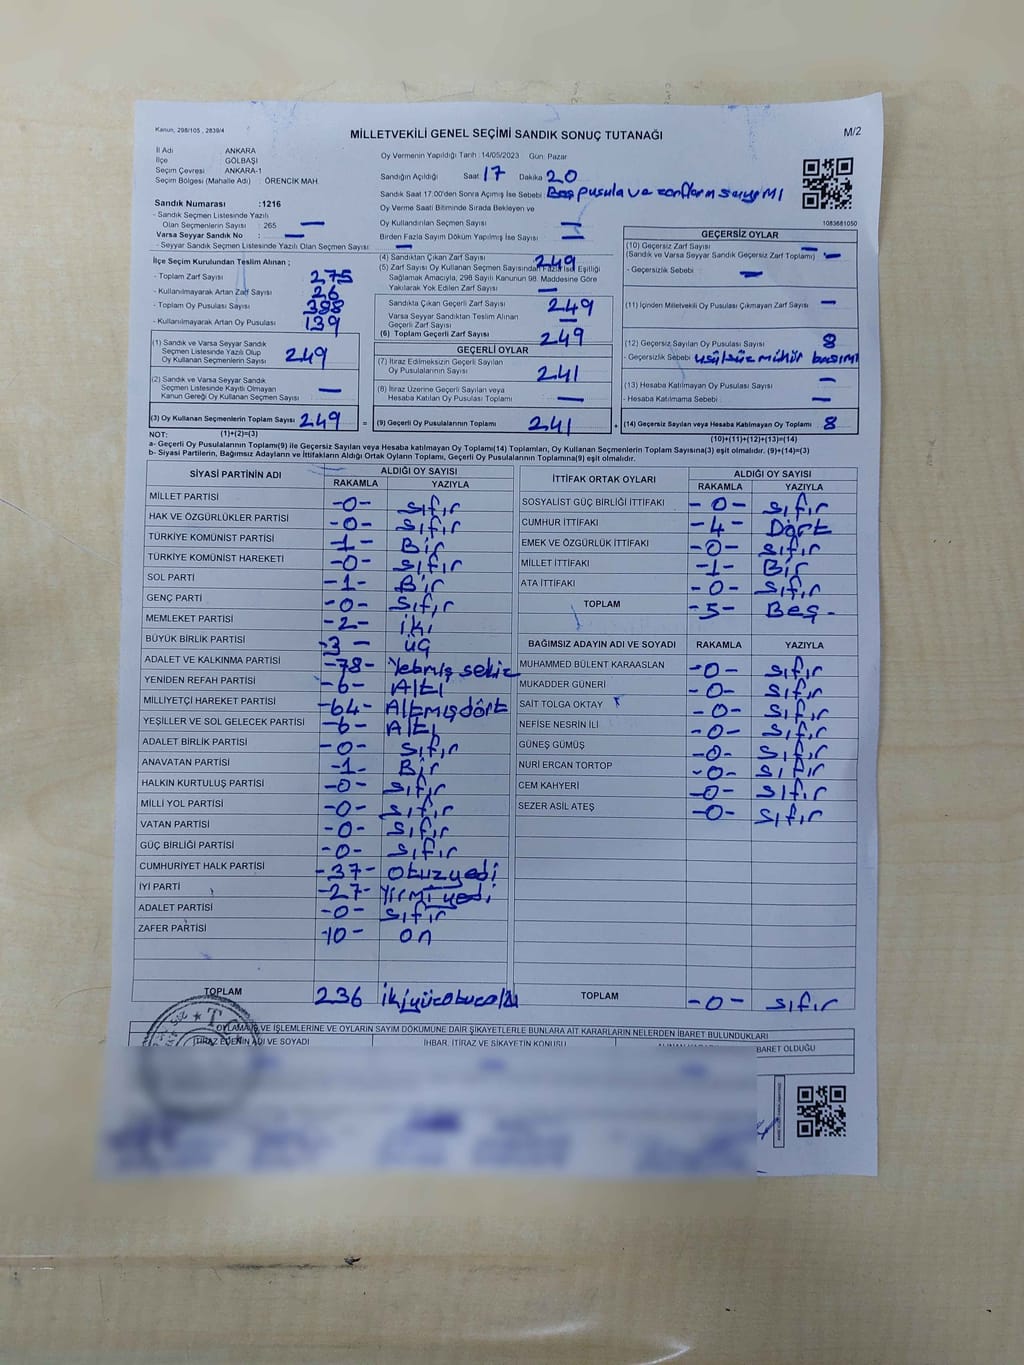 Kanun, 298/105 , 2839/4
MİLLETVEKİLİ GENEL SEÇİMİ SANDIK SONUÇ TUTANAĞI
M/2
İl Adı ANKARA
İlçe GÖLBAŞI
Seçim Çevresi ANKARA-1
Seçim Bölgesi (Mahalle Adı) : ÖRENCİK MAH.
Oy Vermenin Yapıldığı Tarih : 14/05/2023 Gün: Pazar
Sandığın Açıldığı Saat 17 Dakika 20
Sandık Saat 17:00'den Sonra Açımış İse Sebebi : Boş pusula ve zarfların sayımı
Oy Verme Saati Bitiminde Sırada Bekleyen ve
Oy Kullandırılan Seçmen Sayısı —
Birden Fazla Sayım Döküm Yapılmış İse Sayısı —
1083681050
Sandık Numarası :1216
- Sandık Seçmen Listesinde Yazılı
Olan Seçmenlerin Sayısı : 265 —
Varsa Seyyar Sandık No : —
- Seyyar Sandık Seçmen Listesinde Yazılı Olan Seçmen Sayısı : —
İlçe Seçim Kurulundan Teslim Alınan ;
- Toplam Zarf Sayısı 275
- Kullanılmayarak Artan Zarf Sayısı 26
- Toplam Oy Pusulası Sayısı 388
- Kullanılmayarak Artan Oy Pusulası 139
(1) Sandık ve Varsa Seyyar Sandık
Seçmen Listesinde Yazılı Olup
Oy Kullanan Seçmenlerin Sayısı 249
(2) Sandık ve Varsa Seyyar Sandık
Seçmen Listesinde Kayıtlı Olmayan
Kanun Gereği Oy Kullanan Seçmen Sayısı —
(3) Oy Kullanan Seçmenlerin Toplam Sayısı 249 =
(1)+(2)=(3)
(4) Sandıktan Çıkan Zarf Sayısı 249
(5) Zarf Sayısı Oy Kullanan Seçmen Sayısından Fazla İse, Eşitliği
Sağlamak Amacıyla, 298 Sayılı Kanunun 98. Maddesine Göre
Yakılarak Yok Edilen Zarf Sayısı —
Sandıkta Çıkan Geçerli Zarf Sayısı 249
Varsa Seyyar Sandıktan Teslim Alınan
Geçerli Zarf Sayısı —
(6) Toplam Geçerli Zarf Sayısı 249
GEÇERLİ OYLAR
(7) İtiraz Edilmeksizin Geçerli Sayılan
Oy Pusulalarının Sayısı 241
(8) İtiraz Üzerine Geçerli Sayılan veya
Hesaba Katılan Oy Pusulası Toplamı —
(9) Geçerli Oy Pusulalarının Toplamı 241 +
GEÇERSİZ OYLAR
(10) Geçersiz Zarf Sayısı —
(Sandık ve Varsa Seyyar Sandık Geçersiz Zarf Toplamı) —
- Geçersizlik Sebebi —
(11) İçinden Milletvekili Oy Pusulası Çıkmayan Zarf Sayısı —
(12) Geçersiz Sayılan Oy Pusulası Sayısı 8
- Geçersizlik Sebebi usülsüz mühür basımı
(13) Hesaba Katılmayan Oy Pusulası Sayısı —
- Hesaba Katılmama Sebebi : —
(14) Geçersiz Sayılan veya Hesaba Katılmayan Oy Toplamı 8
(10)+(11)+(12)+(13)=(14)
NOT:
a- Geçerli Oy Pusulalarının Toplamı(9) ile Geçersiz Sayılan veya Hesaba katılmayan Oy Toplamı(14) Toplamları, Oy Kullanan Seçmenlerin Toplam Sayısına(3) eşit olmalıdır. (9)+(14)=(3)
b- Siyasi Partilerin, Bağımsız Adayların ve İttifakların Aldığı Ortak Oyların Toplamı, Geçerli Oy Pusulalarının Toplamına(9) eşit olmalıdır.
SİYASİ PARTİNİN ADI ALDIĞI OY SAYISI
RAKAMLA YAZIYLA
MİLLET PARTİSİ -0- sıfır
HAK VE ÖZGÜRLÜKLER PARTİSİ -0- sıfır
TÜRKİYE KOMÜNİST PARTİSİ -1- Bir
TÜRKİYE KOMÜNİST HAREKETİ -0- sıfır
SOL PARTİ -1- Bir
GENÇ PARTİ -0- sıfır
MEMLEKET PARTİSİ -2- iki
BÜYÜK BİRLİK PARTİSİ -3- üç
ADALET VE KALKINMA PARTİSİ -78- Yetmiş sekiz
YENİDEN REFAH PARTİSİ -6- Altı
MİLLİYETÇİ HAREKET PARTİSİ -64- Altmışdört
YEŞİLLER VE SOL GELECEK PARTİSİ -6- Altı
ADALET BİRLİK PARTİSİ -0- sıfır
ANAVATAN PARTİSİ -1- Bir
HALKIN KURTULUŞ PARTİSİ -0- sıfır
MİLLİ YOL PARTİSİ -0- sıfır
VATAN PARTİSİ -0- sıfır
GÜÇ BİRLİĞİ PARTİSİ -0- sıfır
CUMHURİYET HALK PARTİSİ -37- Otuzyedi
İYİ PARTİ -27- Yirmiyedi
ADALET PARTİSİ -0- sıfır
ZAFER PARTİSİ -10- on
TOPLAM 236 ikiyüzotuzaltı
İTTİFAK ORTAK OYLARI ALDIĞI OY SAYISI
RAKAMLA YAZIYLA
SOSYALİST GÜÇ BİRLİĞİ İTTİFAKI -0- sıfır
CUMHUR İTTİFAKI -4- Dört
EMEK VE ÖZGÜRLÜK İTTİFAKI -0- sıfır
MİLLET İTTİFAKI -1- Bir
ATA İTTİFAKI -0- sıfır
TOPLAM -5- Beş-
BAĞIMSIZ ADAYIN ADI VE SOYADI RAKAMLA YAZIYLA
MUHAMMED BÜLENT KARAASLAN -0- sıfır
MUKADDER GÜNERİ -0- sıfır
SAİT TOLGA OKTAY -0- sıfır
NEFİSE NESRİN İLİ -0- sıfır
GÜNEŞ GÜMÜŞ -0- sıfır
NURİ ERCAN TORTOP -0- sıfır
CEM KAHYERİ -0- sıfır
SEZER ASİL ATEŞ -0- sıfır
TOPLAM -0- sıfır
OYLAMA İŞ VE İŞLEMLERİNE VE OYLARIN SAYIM DÖKÜMÜNE DAİR ŞİKAYETLERLE BUNLARA AİT KARARLARIN NELERDEN İBARET BULUNDUKLARI
İTİRAZ EDENİN ADI VE SOYADI İHBAR, İTİRAZ VE ŞİKAYETİN KONUSU